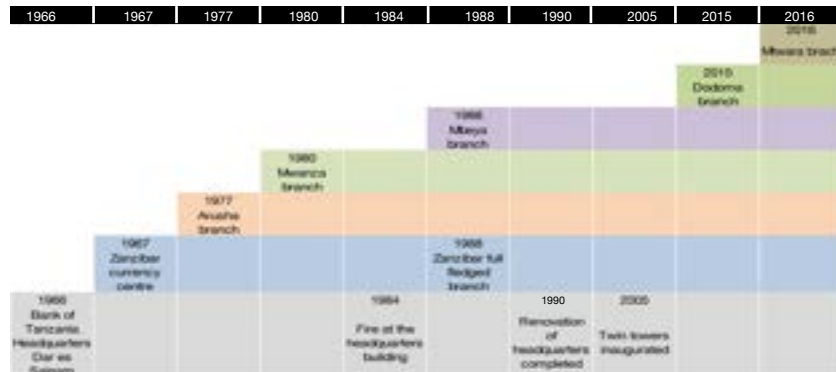 1966 1967 1977 1980 1984 1988 1990 2005 2015 2016
2016
Mtwara
2015
Dodoma
branch
1988
Mbeya
branch
1980
Mwanza
branch
1977
Arusha
branch
1967
Zanzibar
currency
centre
1988
Zanzibar full
fledged
branch
1966
Bank of
Tanzania
Headquarters
Dar es
Salaam
1984
Fire at the
headquarters
building
1990
Renovation
of
headquarters
completed
2005
Twin towers
inaugurated